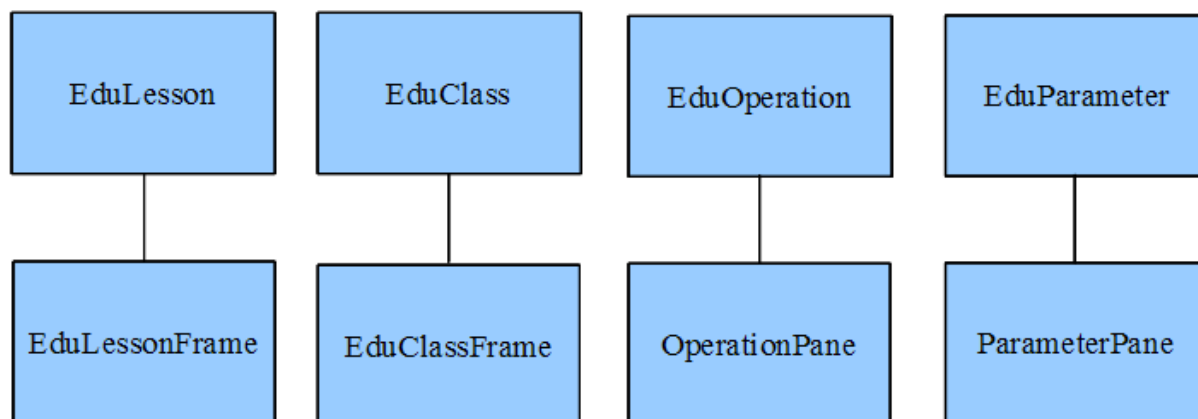 EduLesson
EduClass
EduOperation
EduParameter
EduLessonFrame
EduClassFrame
OperationPane
ParameterPane